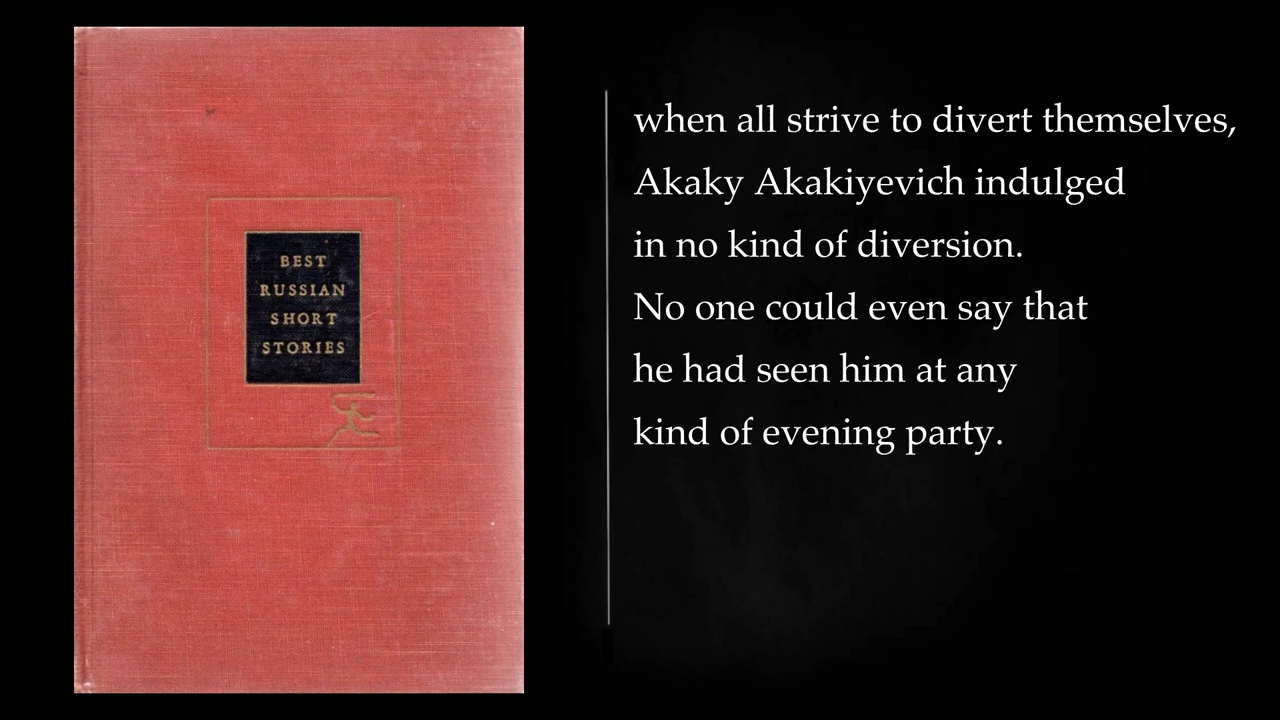 BEST
RUSSIAN
SHORT
STORIES
when all strive to divert themselves,
Akaky Akakiyevich indulged
in no kind of diversion.
No one could even say that
he had seen him at any
kind of evening party.